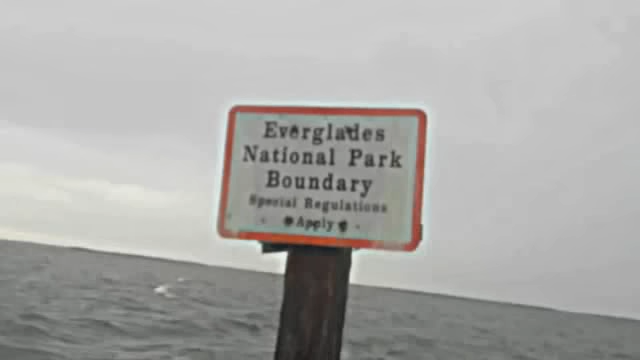 Everglades
National Park
Boundary
Special Regulations
Apply